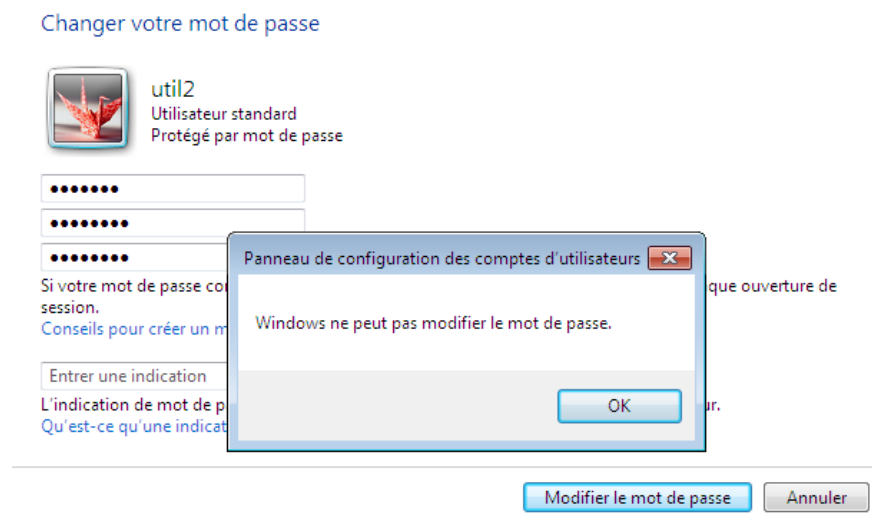 Changer votre mot de passe
util2
Utilisateur standard
Protégé par mot de passe
•••••••
••••••••
••••••••
Panneau de configuration des comptes d'utilisateurs
Si votre mot de passe co
que ouverture de
session.
Windows ne peut pas modifier le mot de passe.
Conseils pour créer un m
Entrer une indication
OK
L'indication de mot de p
ur.
Qu'est-ce qu'une indicat
Modifier le mot de passe
Annuler